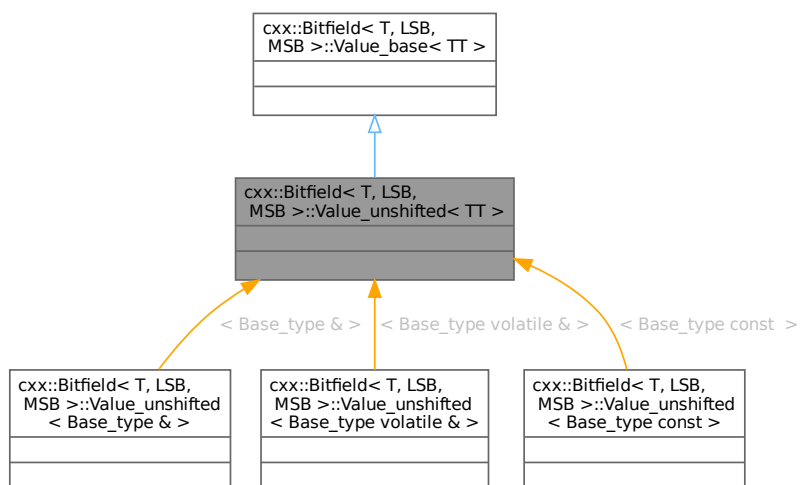 cxx::Bitfield< T, LSB,
MSB >::Value_base< TT >
cxx::Bitfield< T, LSB,
MSB >::Value_unshifted< TT >
< Base_type & >
< Base_type volatile & >
< Base_type const  >
cxx::Bitfield< T, LSB,
MSB >::Value_unshifted
< Base_type & >
cxx::Bitfield< T, LSB,
MSB >::Value_unshifted
< Base_type volatile & >
cxx::Bitfield< T, LSB,
MSB >::Value_unshifted
< Base_type const >